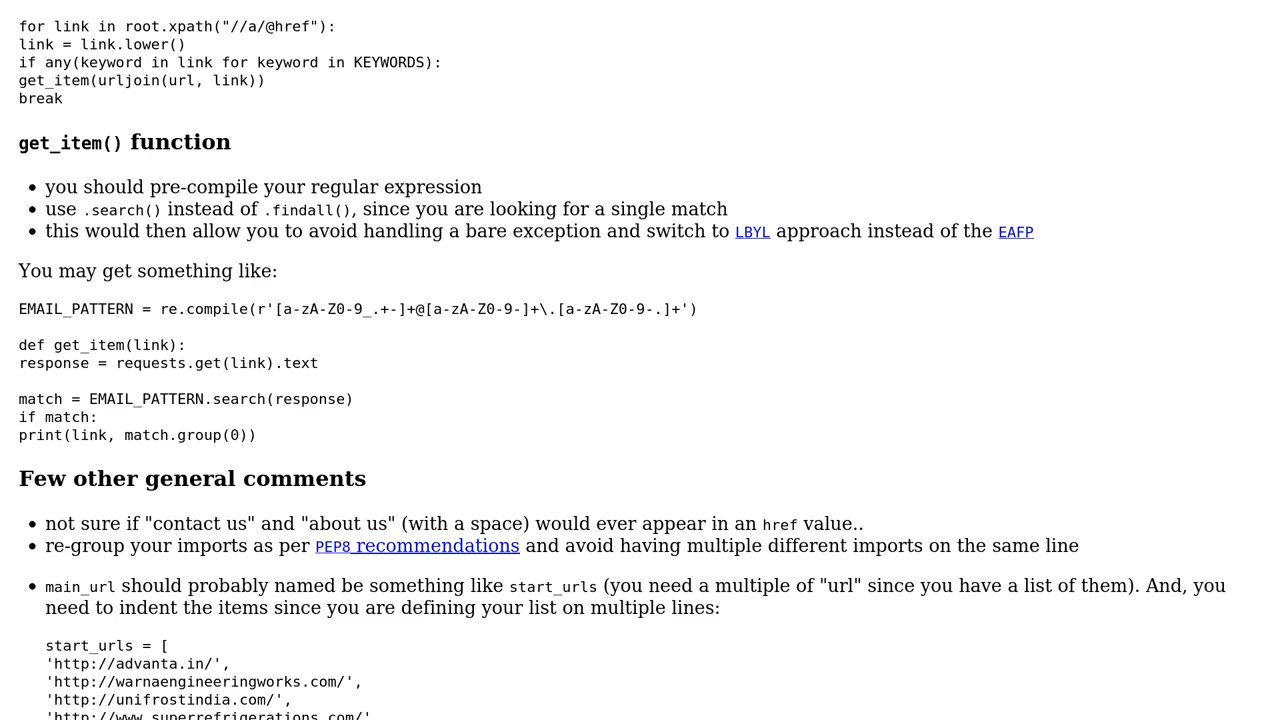 for link in root.xpath("//a/@href"):
link = link.lower()
if any(keyword in link for keyword in KEYWORDS):
get_item(urljoin(url, link))
break
get_item() function
you should pre-compile your regular expression
use .search() instead of .findall(), since you are looking for a single match
this would then allow you to avoid handling a bare exception and switch to LBYL approach instead of the EAFP
You may get something like:
EMAIL_PATTERN = re.compile(r'[a-zA-Z0-9_.+-]+@[a-zA-Z0-9-]+\.[a-zA-Z0-9-.]+')
def get_item(link):
response = requests.get(link).text
match = EMAIL_PATTERN.search(response)
if match:
print(link, match.group(0))
Few other general comments
not sure if "contact us" and "about us" (with a space) would ever appear in an href value..
re-group your imports as per PEP8 recommendations and avoid having multiple different imports on the same line
main_url should probably named be something like start_urls (you need a multiple of "url" since you have a list of them). And, you
need to indent the items since you are defining your list on multiple lines:
start_urls = [
'http://advanta.in/',
'http://warnaengineeringworks.com/',
'http://unifrostindia.com/',
'http://www.superrefrigerations.com/'